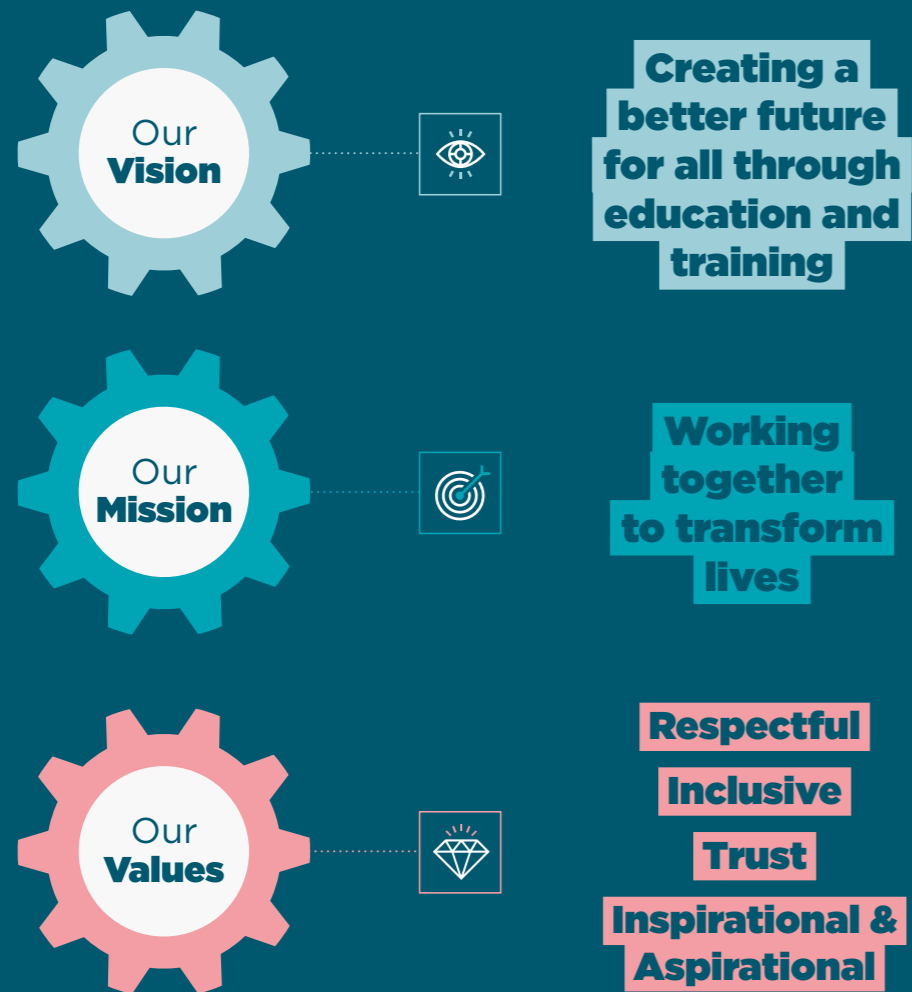 Our
Vision
Creating a
better future
for all through
education and
training
Our
Mission
Working
together
to transform
lives
Our
Values
Respectful
Inclusive
Trust
Inspirational &
Aspirational